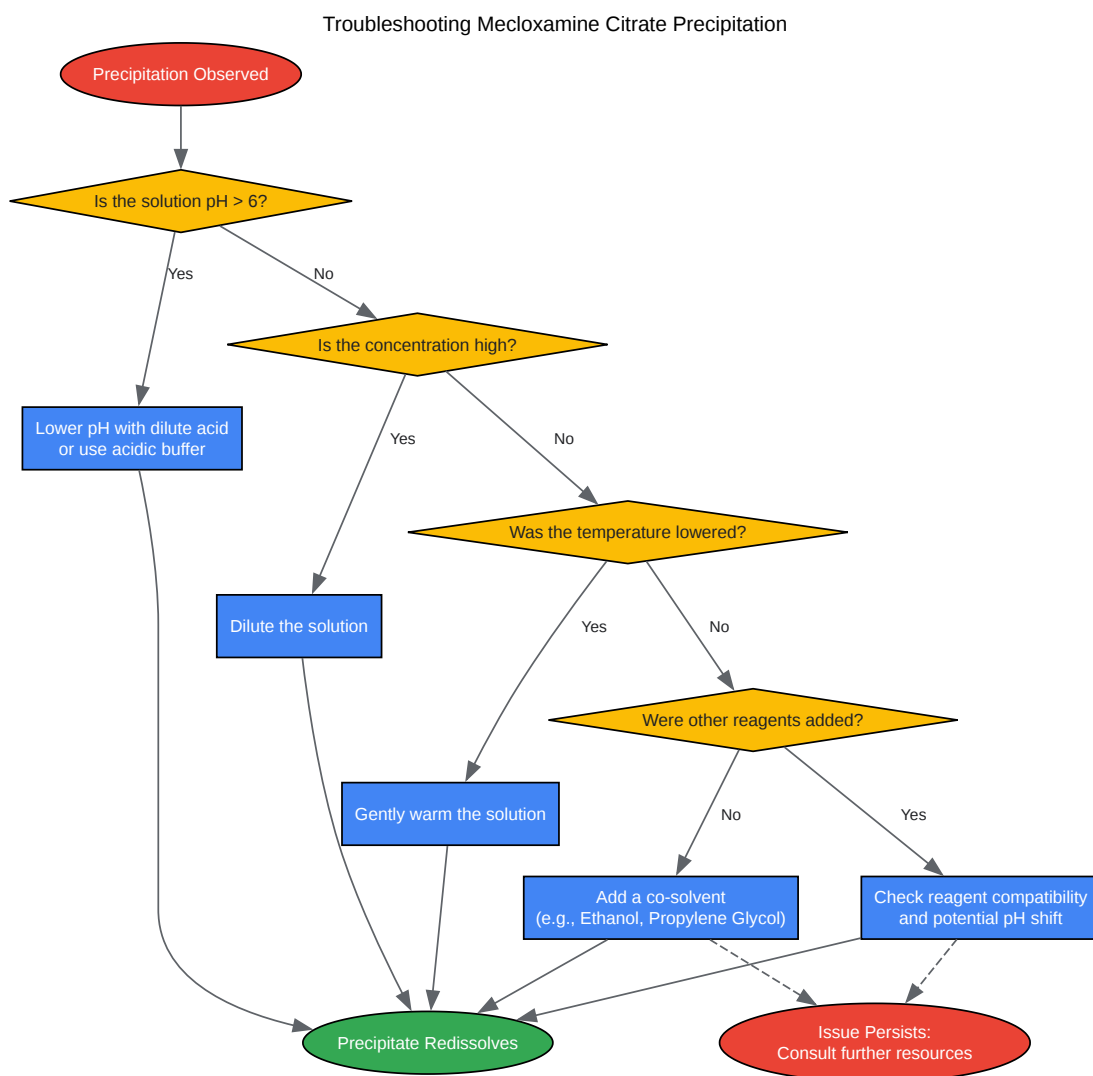 Troubleshooting Mecloxamine Citrate Precipitation
Precipitation Observed
Is the solution pH > 6?
Yes
No
Is the concentration high?
Lower pH with dilute acid
or use acidic buffer
Yes
No
Was the temperature lowered?
Dilute the solution
Yes
No
Were other reagents added?
Gently warm the solution
No
Yes
Add a co-solvent
(e.g., Ethanol, Propylene Glycol)
Check reagent compatibility
and potential pH shift
Precipitate Redissolves
Issue Persists:
Consult further resources